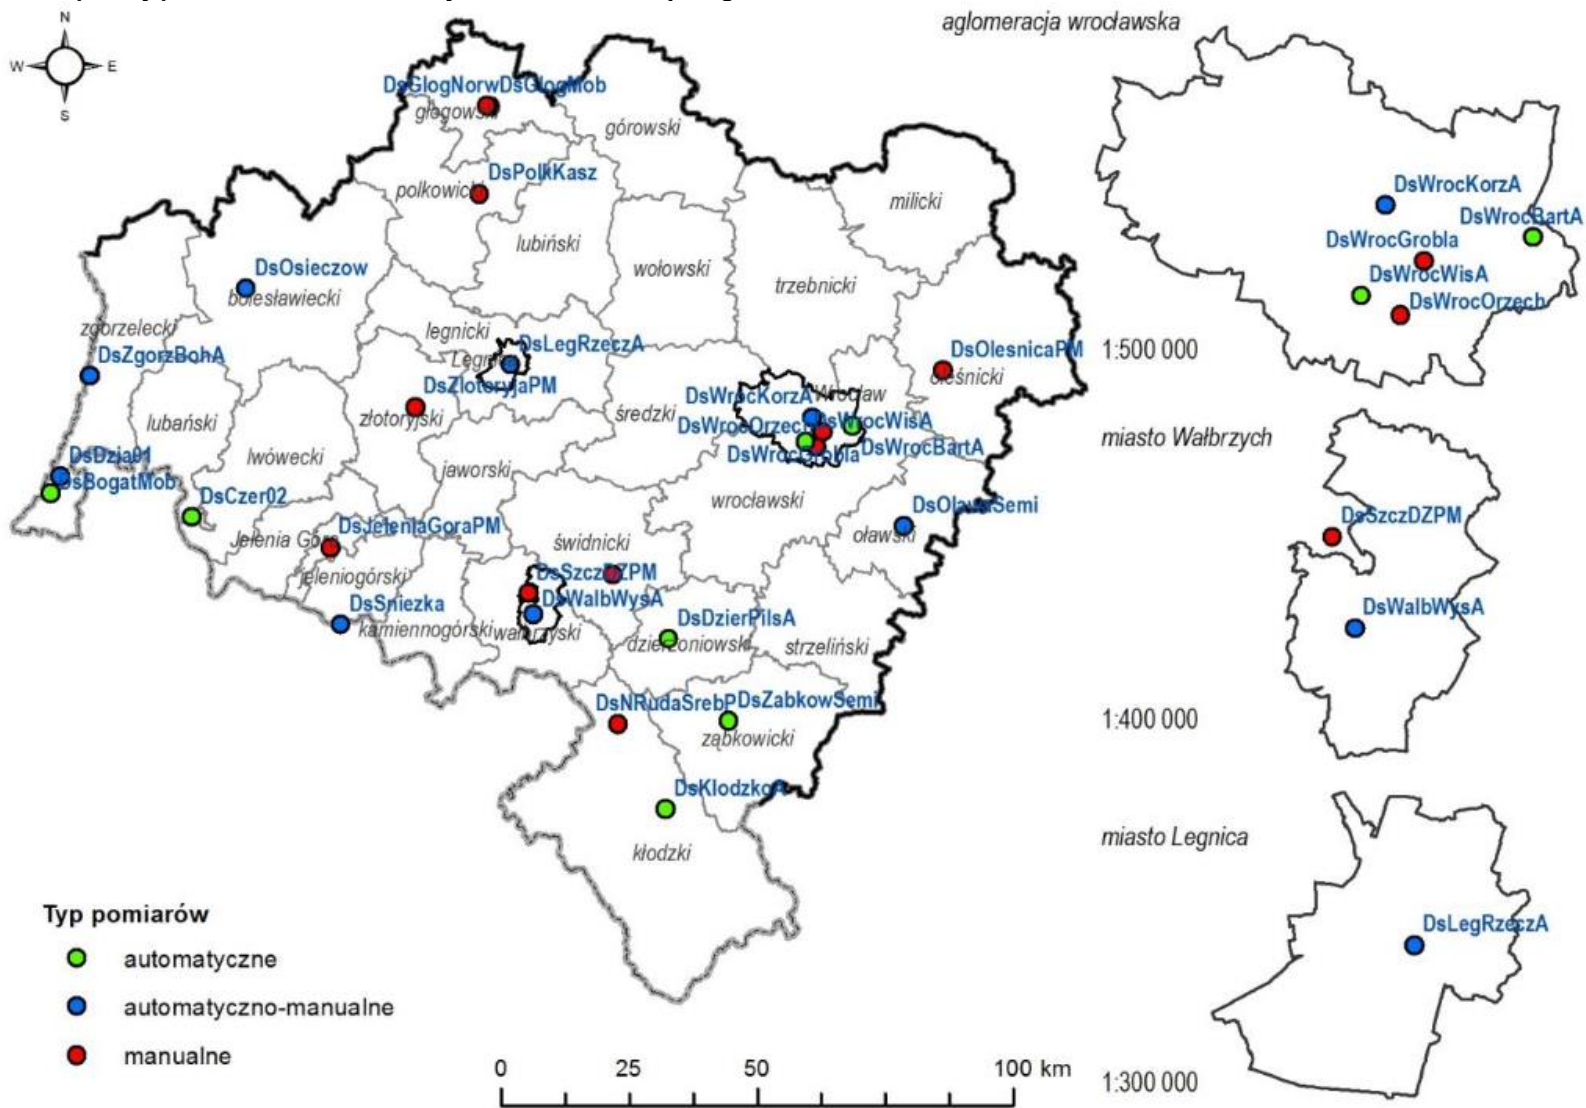 N
W E
S
aglomeracja wrocławska
DsGlogNorwDsGlogMob
głogowski
górowski
DsPolkKasz
polkowicki
milicki
lubiński
wołowski
trzebnicki
DsOsieczow
bolesławiecki
zgorzelecki
legnicki
DsLegRzeczA
Legnica
DsZgorzBohA
DsZlotoryjaPM
złotoryjski
lubański
średzki
DsOlesnicaPM
oleśnicki
DsWrocKorzA
Wrocław
DsWrocWisA
DsWrocOrzech
DsWrocBartA
DsWrocGrobla
lwówecki
jaworski
DsDzia01
DsBogatMob
DsCzer02
wrocławski
DsOlawaSemi
oławski
DsJeleniaGoraPM
Jelenia Góra
jeleniogórski
świdnicki
DsSzczDZPM
DsWalbWysA
DsSniezka
kamiennogórski
wałbrzyski
DsDzierPilsA
dzierżoniowski
strzeliński
DsNRudaSrebP
DsZabkowSemi
ząbkowicki
DsKlodzkoA
kłodzki
DsWrocKorzA
DsWrocBartA
DsWrocGrobla
DsWrocWisA
DsWrocOrzech
1:500 000
miasto Wałbrzych
DsSzczDZPM
DsWalbWysA
1:400 000
miasto Legnica
DsLegRzeczA
1:300 000
Typ pomiarów
automatyczne
automatyczno-manualne
manualne
0 25 50 100 km